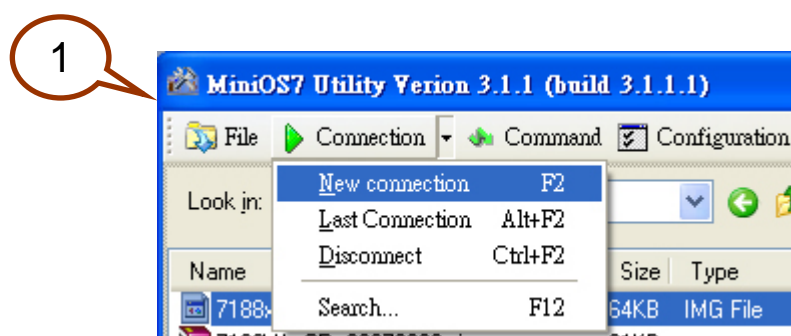 1
MiniOS7 Utility Verion 3.1.1 (build 3.1.1.1)
File Connection Command Configuration
Look in:
New connection F2
Last Connection Alt+F2
Disconnect Ctrl+F2
Search... F12
Name Size Type
7188x 64KB IMG File